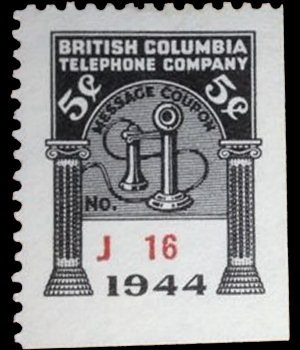 BRITISH COLUMBIA
TELEPHONE COMPANY
5¢ 5¢
MESSAGE COUPON
NO.
J 16
1944